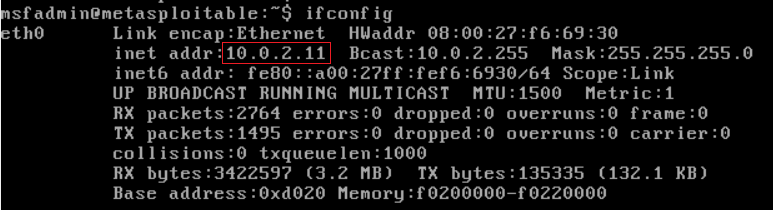 msfadmin@metasploitable:~$ ifconfig
eth0 Link encap:Ethernet HWaddr 08:00:27:f6:69:30
inet addr:10.0.2.11 Bcast:10.0.2.255 Mask:255.255.255.0
inet6 addr: fe80::a00:27ff:fef6:6930/64 Scope:Link
UP BROADCAST RUNNING MULTICAST MTU:1500 Metric:1
RX packets:2764 errors:0 dropped:0 overruns:0 frame:0
TX packets:1495 errors:0 dropped:0 overruns:0 carrier:0
collisions:0 txqueuelen:1000
RX bytes:3422597 (3.2 MB) TX bytes:135335 (132.1 KB)
Base address:0xd020 Memory:f0200000-f0220000